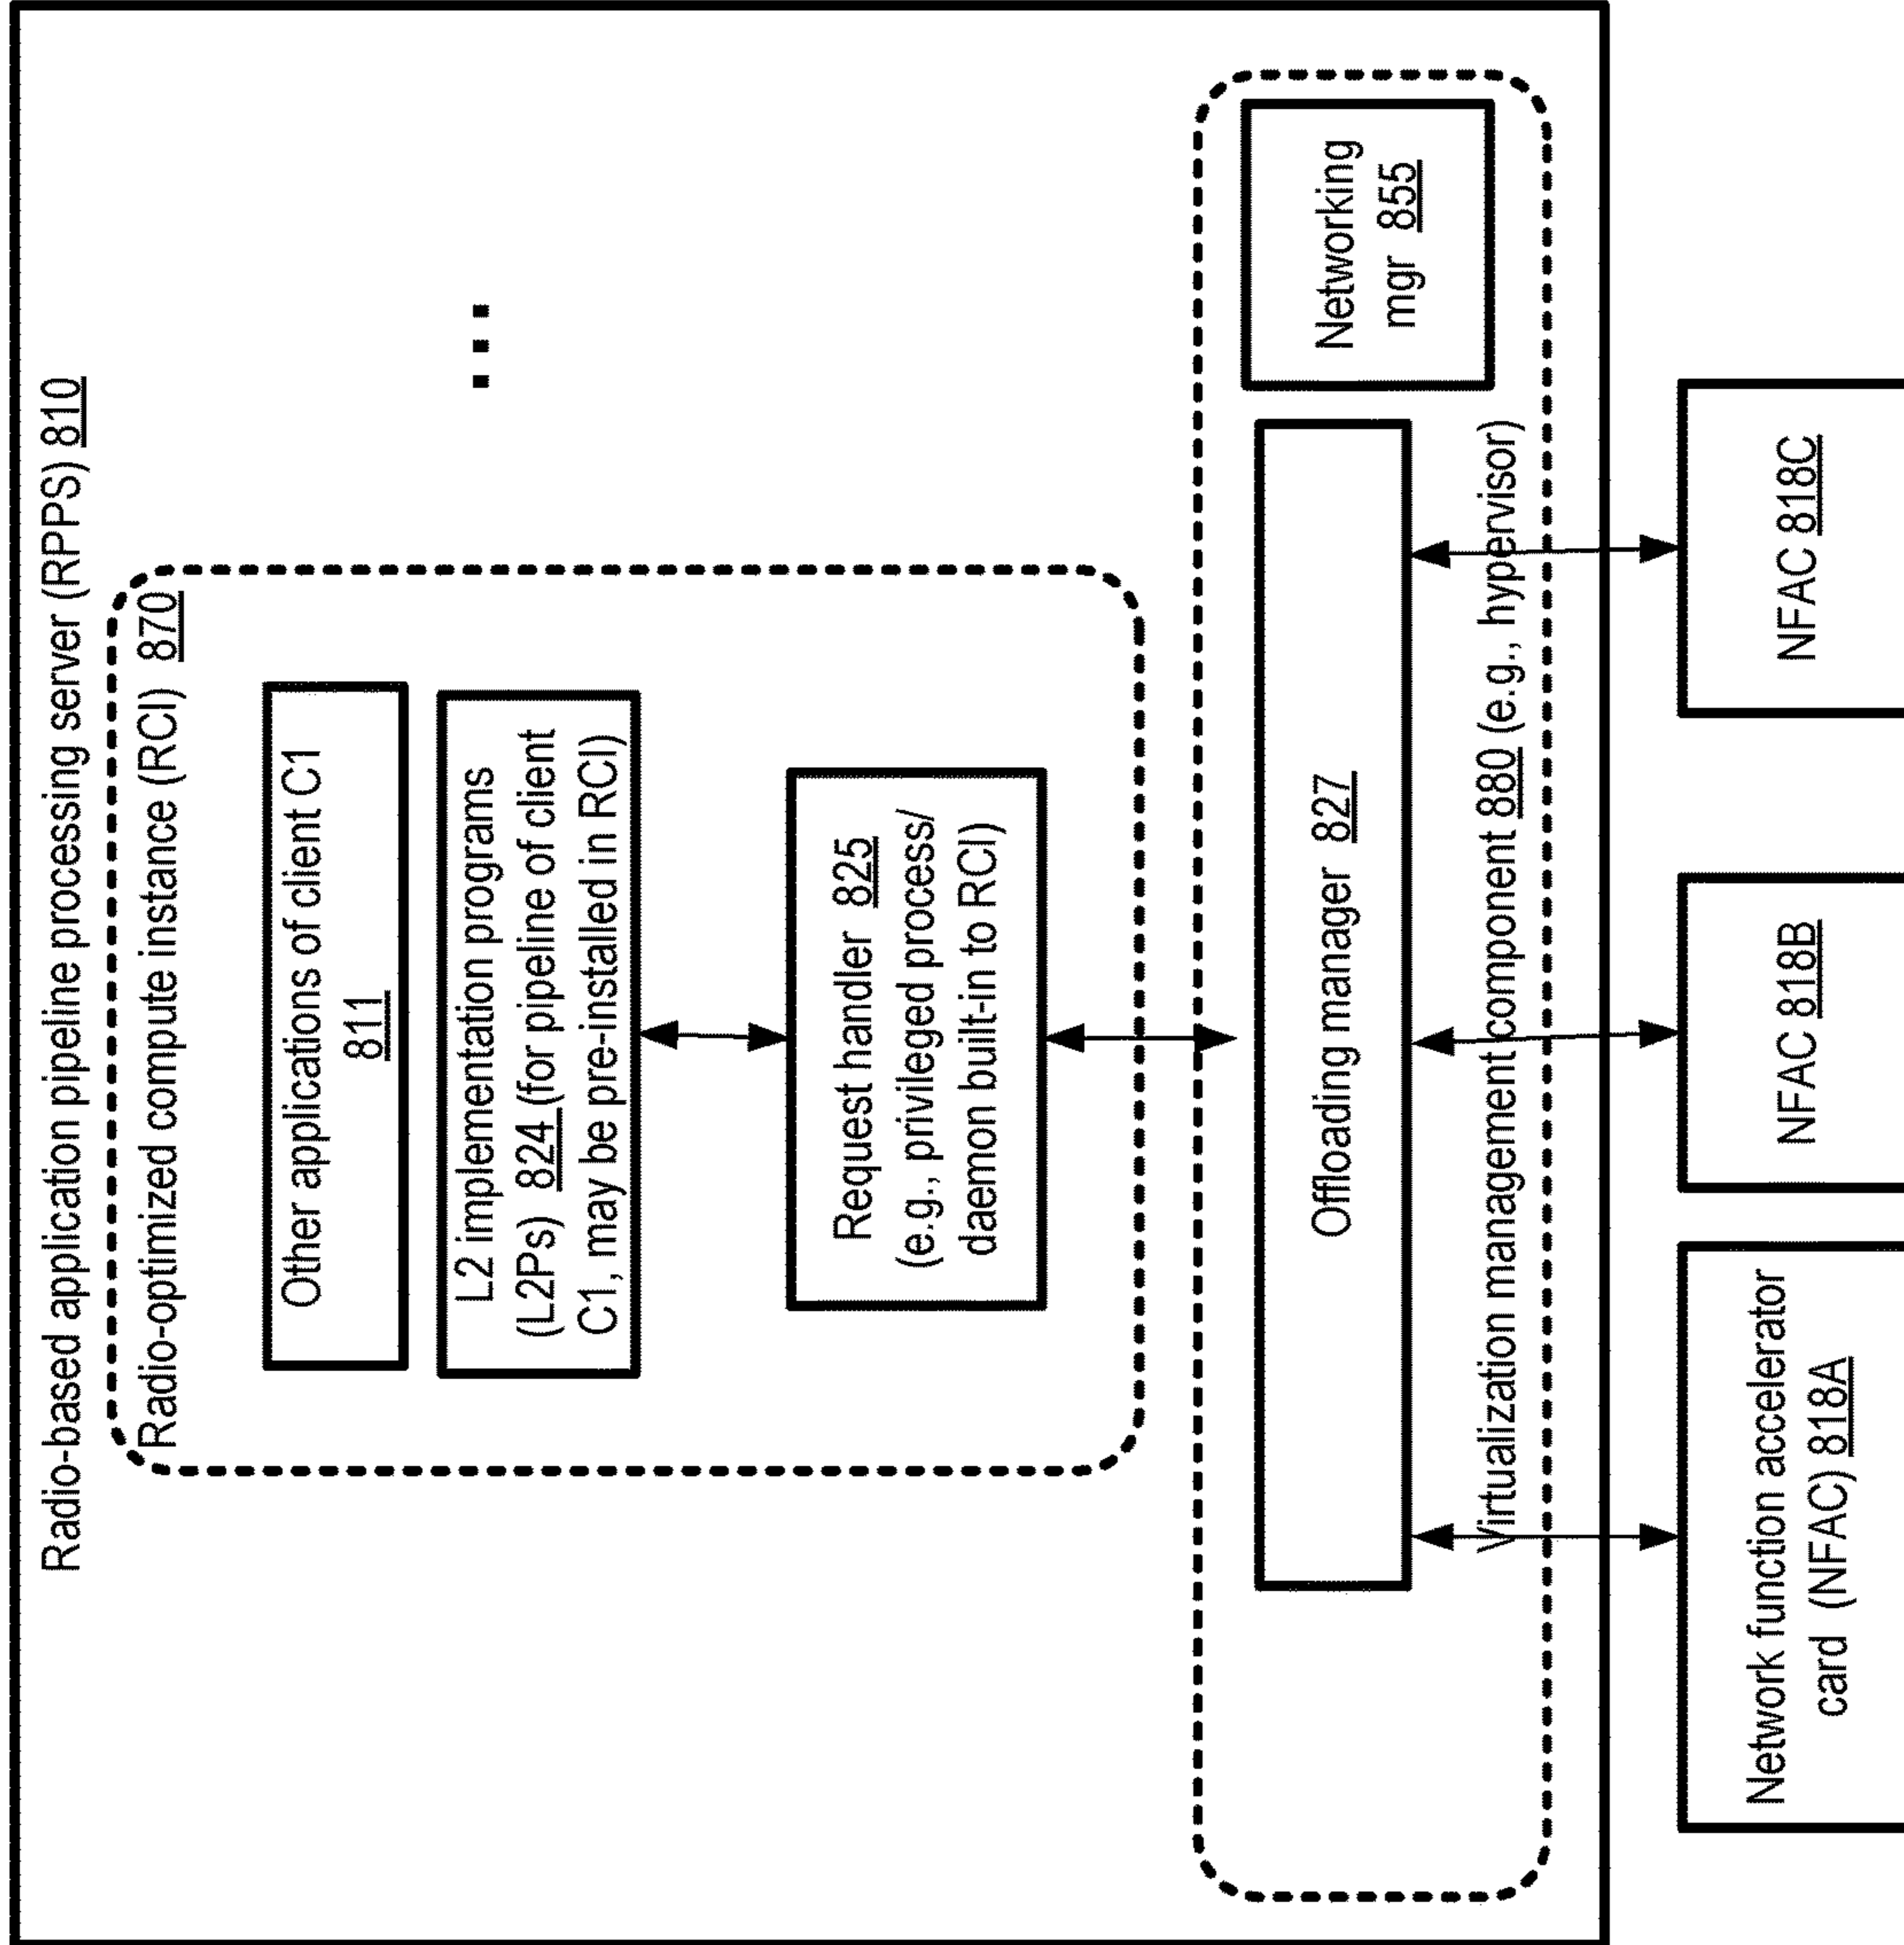 Radio-based application pipeline processing server (RPPS) 810
Radio-optimized compute instance (RCI) 870
Other applications of client C1
811
L2 implementation programs
(L2Ps) 824 (for pipeline of client
C1, may be pre-installed in RCI)
Request handler 825
(e.g., privileged process/
daemon built-in to RCI)
...
Offloading manager 827
Networking
mgr 855
Virtualization management component 880 (e.g., hypervisor)
Network function accelerator
card (NFAC) 818A
NFAC 818B
NFAC 818C